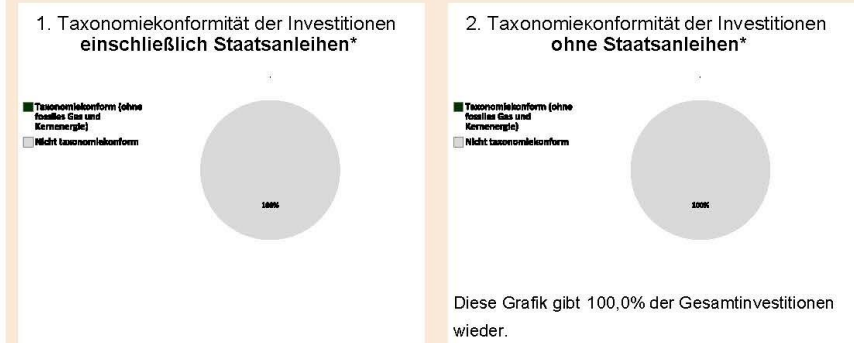 1. Taxonomiekonformität der Investitionen
einschließlich Staatsanleihen*
Taxonomiekonform (ohne
fossiles Gas und
Kernenergie)
Nicht taxonomiekonform
100%
2. Taxonomiekonformität der Investitionen
ohne Staatsanleihen*
Taxonomiekonform (ohne
fossiles Gas und
Kernenergie)
Nicht taxonomiekonform
100%
Diese Grafik gibt 100,0% der Gesamtinvestitionen
wieder.